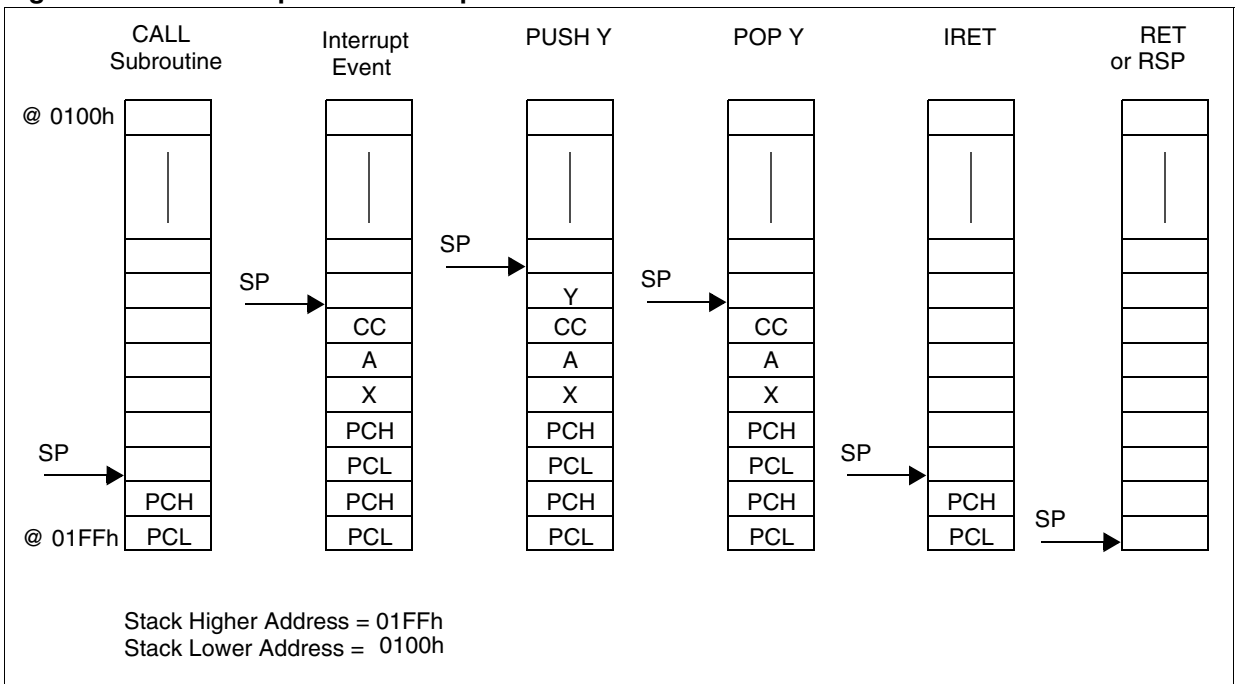 CALL
Subroutine
Interrupt
Event
PUSH Y
POP Y
IRET
RET
or RSP
@ 0100h
SP
SP
SP
Y
CC
CC
CC
A
A
A
X
X
X
PCH
PCH
PCH
SP
SP
PCL
PCL
PCL
PCH
PCH
PCH
PCH
PCH
SP
@ 01FFh
PCL
PCL
PCL
PCL
PCL
Stack Higher Address = 01FFh
Stack Lower Address = 0100h